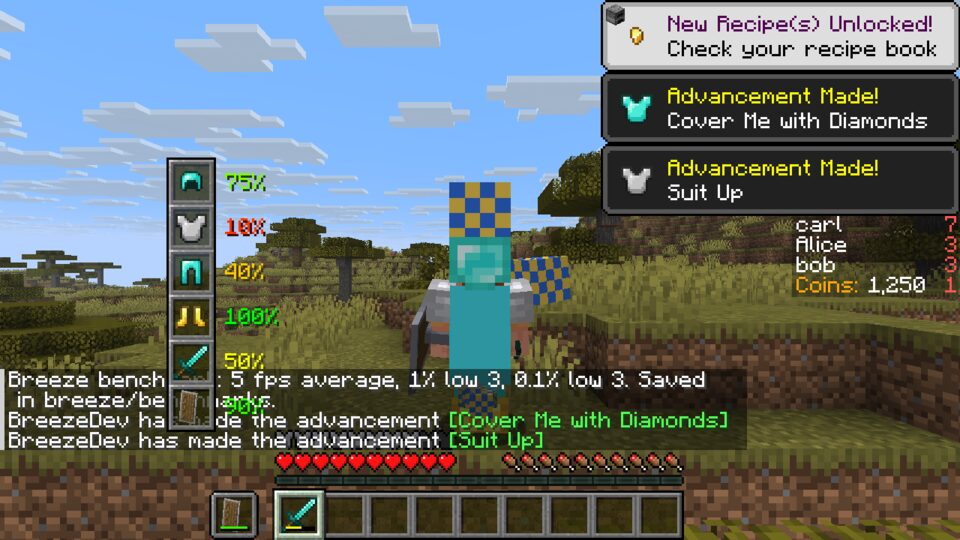 New Recipe(s) Unlocked!
Check your recipe book
Advancement Made!
Cover Me with Diamonds
Advancement Made!
Suit Up
75%
10%
40%
100%
50%
90%
carl 7
Alice 3
bob 3
Coins: 1,250 1
Breeze bench : 5 fps average, 1% low 3, 0.1% low 3. Saved
in breeze/be marks.
BreezeDev ha de the advancement [Cover Me with Diamonds]
BreezeDev has made the advancement [Suit Up]